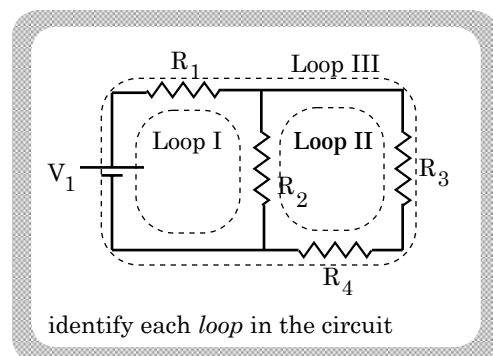 R1
Loop III
Loop I
Loop II
V1
R2
R3
R4
identify each loop in the circuit